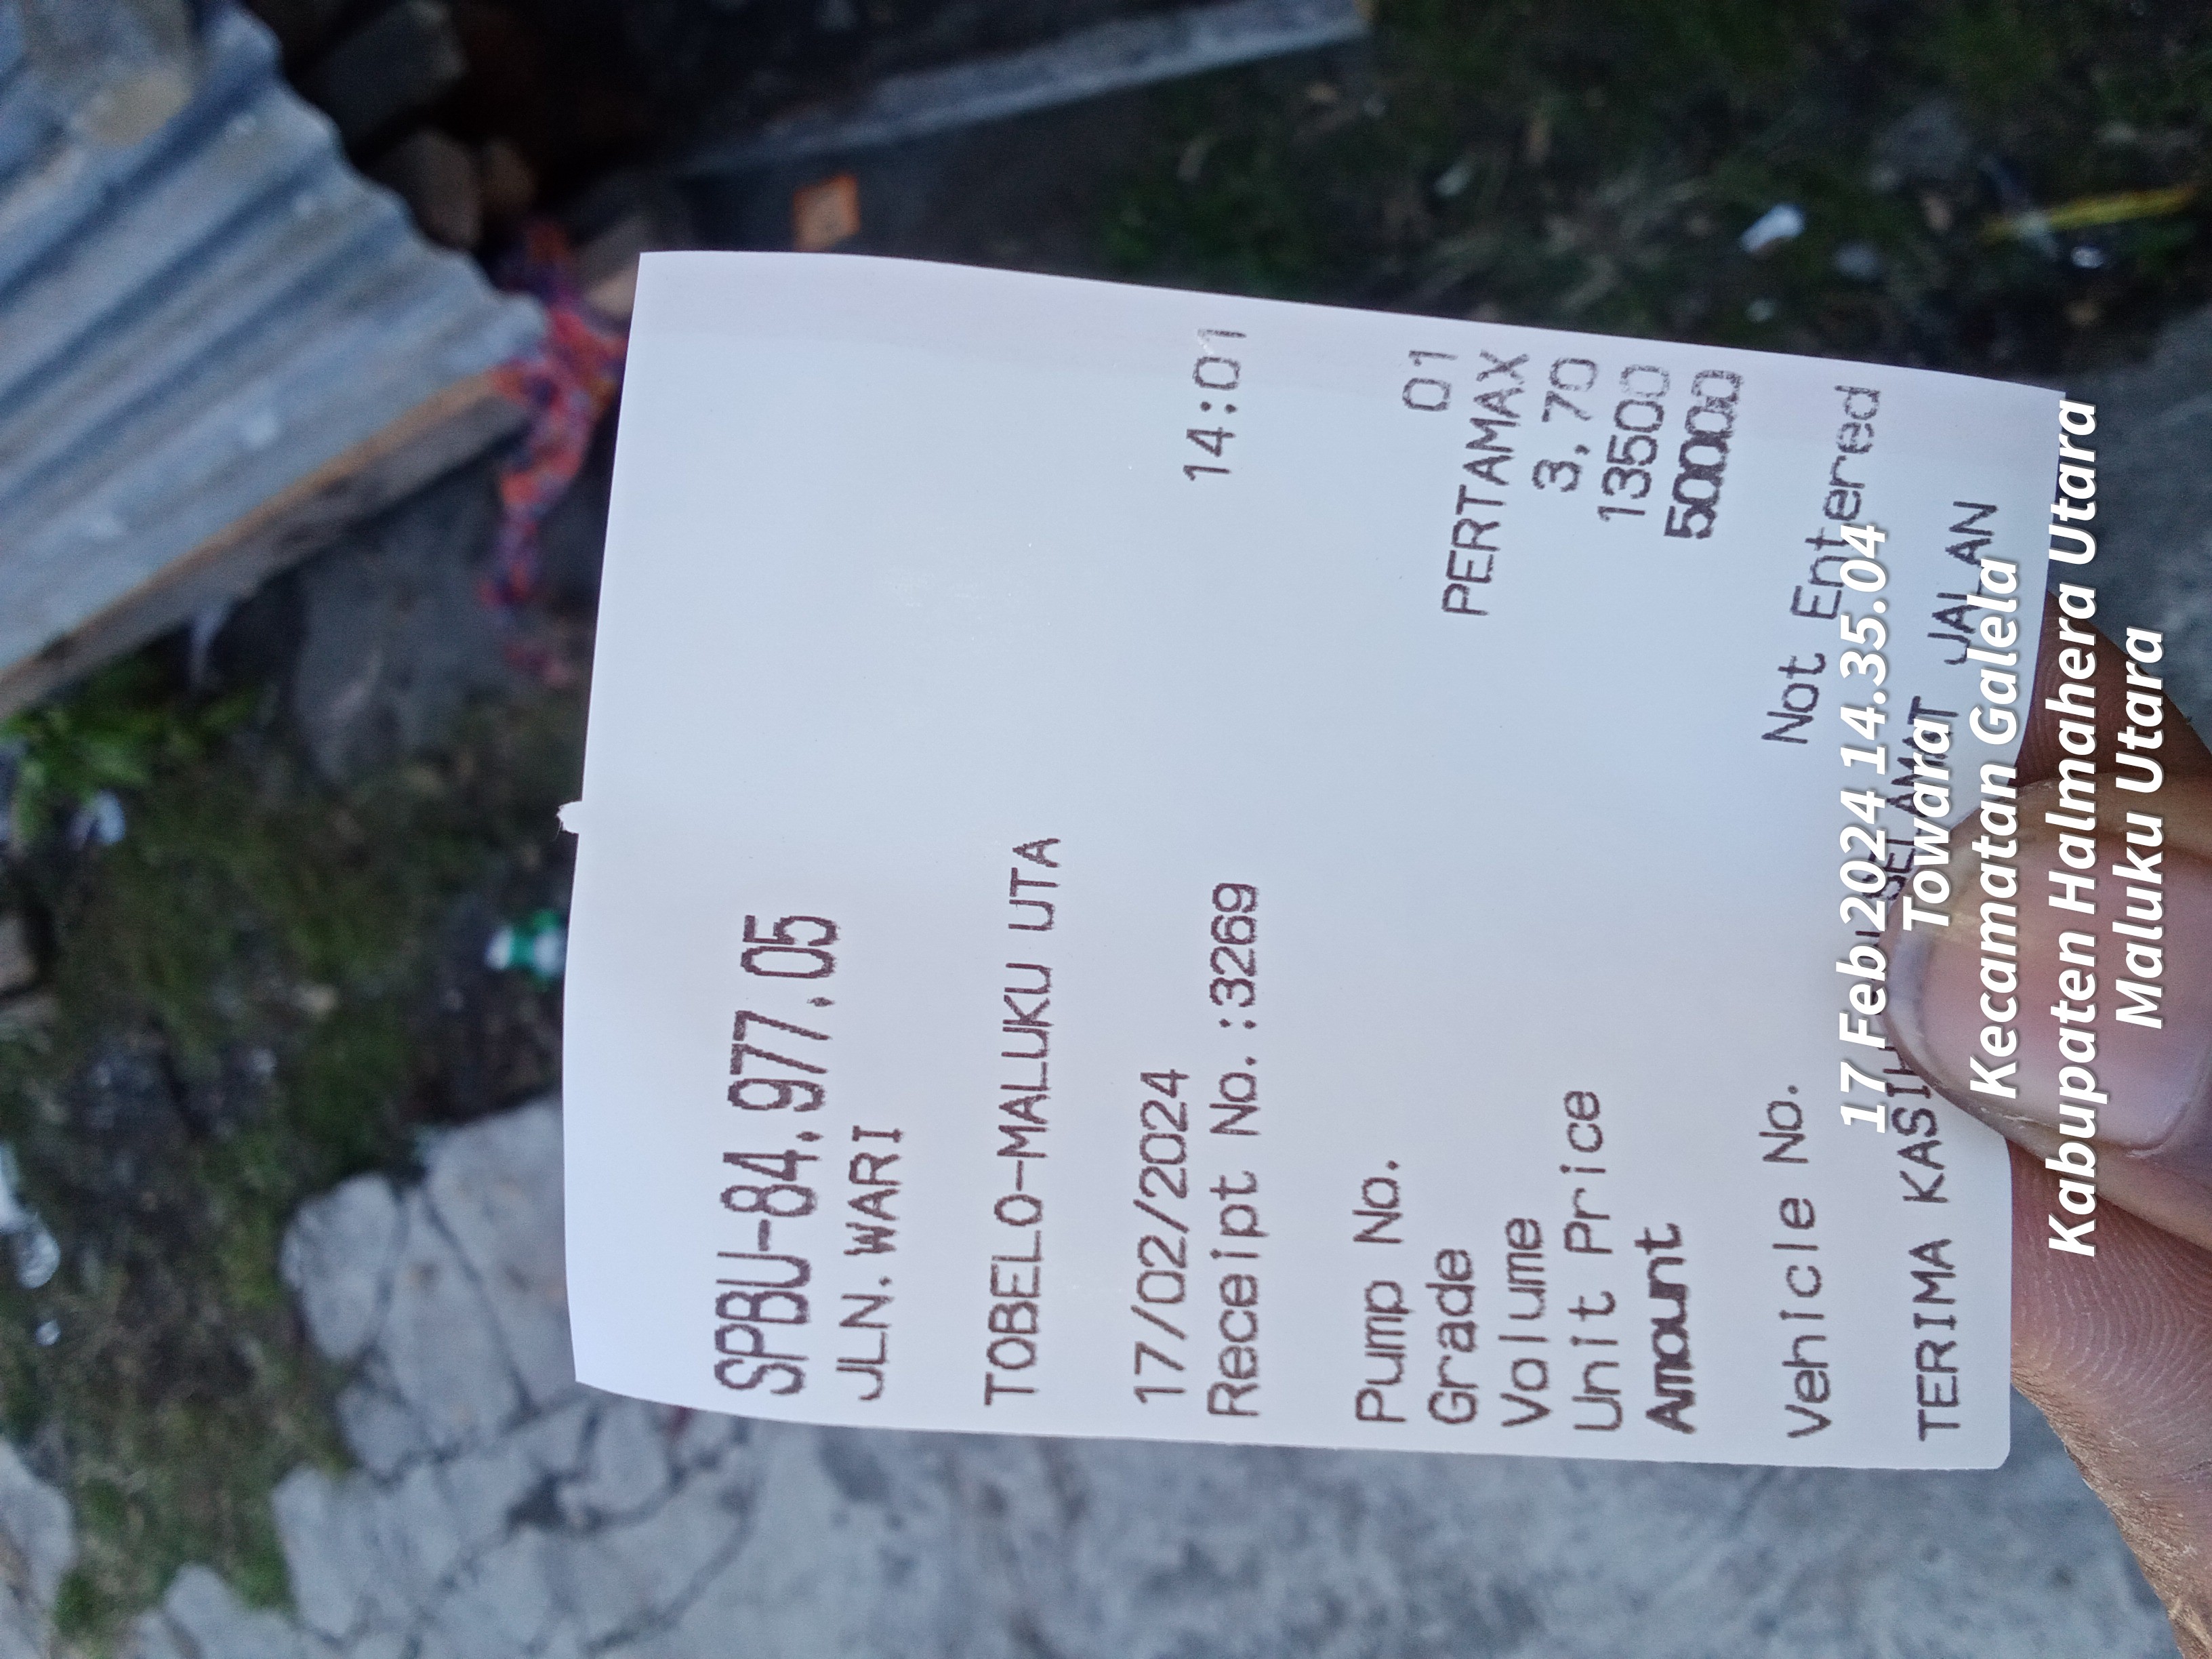 SPBU-84.977.05
JLN. WARI
TOBELO-MALUKU UTA
17/02/2024 14:01
Receipt No.:3269
Pump No. 01
Grade PERTAMAX
Volume 3,70
Unit Price 13500
Amount 50000
Vehicle No. Not Entered
TERIMA KASIH SELAMAT JALAN
17 Feb 2024 14.35.04
Towara
Kecamatan Galela
Kabupaten Halmahera Utara
Maluku Utara